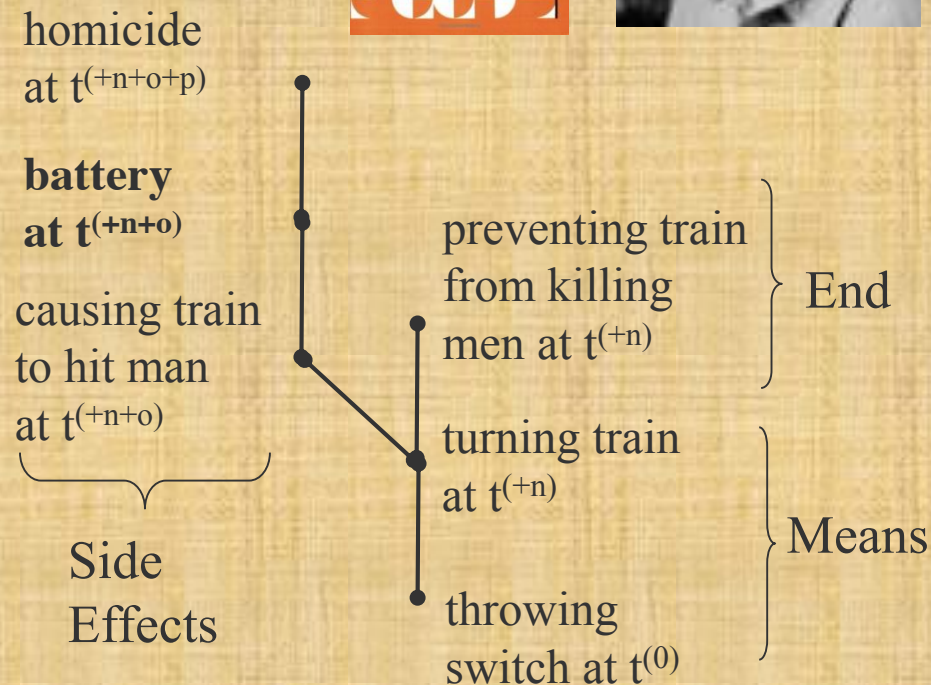 homicide
at t(+n+o+p)
battery
at t(+n+o)
causing train
to hit man
at t(+n+o)
Side
Effects
preventing train
from killing
men at t(+n)
End
turning train
at t(+n)
Means
throwing
switch at t(0)